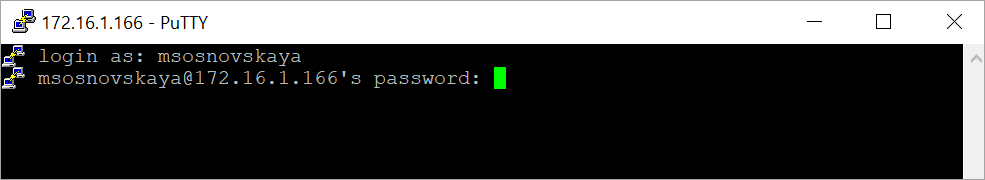 172.16.1.166 - PuTTY
login as: msosnovskaya
msosnovskaya@172.16.1.166's password: